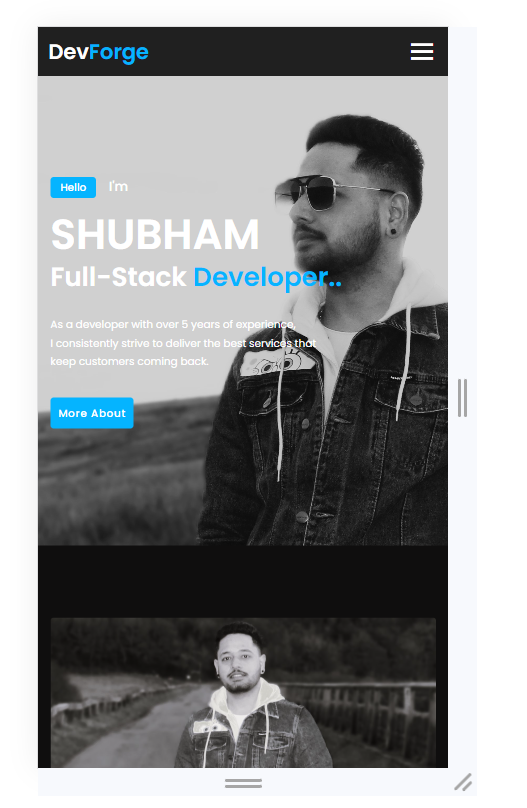 DevForge
Hello I'm
SHUBHAM
Full-Stack Developer..
As a developer with over 5 years of experience,
I consistently strive to deliver the best services that
keep customers coming back.
More About